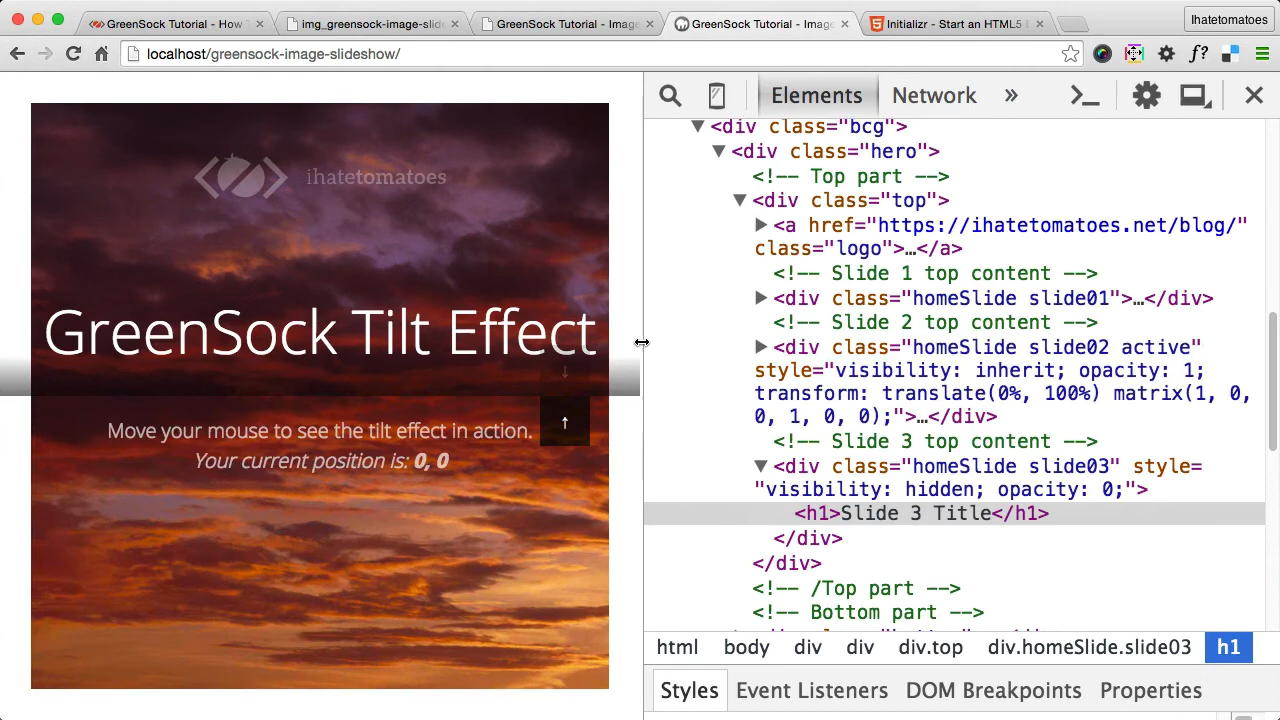 GreenSock Tutorial - How
img_greensock-image-slid
GreenSock Tutorial - Imag
GreenSock Tutorial - Imag
Initializr - Start an HTML5
Ihatetomatoes
localhost/greensock-image-slideshow/
f?
ihatetomatoes
GreenSock Tilt Effect
↓
↑
Move your mouse to see the tilt effect in action.
Your current position is: 0, 0
Elements
Network
»
<div class="bcg">
<div class="hero">
<!-- Top part -->
<div class="top">
<a href="https://ihatetomatoes.net/blog/"
class="logo">…</a>
<!-- Slide 1 top content -->
<div class="homeSlide slide01">…</div>
<!-- Slide 2 top content -->
<div class="homeSlide slide02 active"
style="visibility: inherit; opacity: 1;
transform: translate(0%, 100%) matrix(1, 0,
0, 1, 0, 0);">…</div>
<!-- Slide 3 top content -->
<div class="homeSlide slide03" style=
"visibility: hidden; opacity: 0;">
<h1>Slide 3 Title</h1>
</div>
</div>
<!-- /Top part -->
<!-- Bottom part -->
html
body
div
div
div.top
div.homeSlide.slide03
h1
Styles
Event Listeners
DOM Breakpoints
Properties